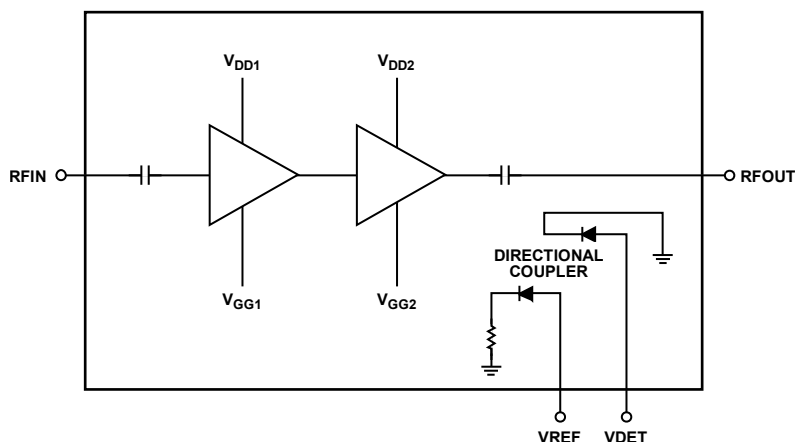 VDD1
VDD2
RFIN
RFOUT
DIRECTIONAL
COUPLER
VGG1
VGG2
VREF
VDET